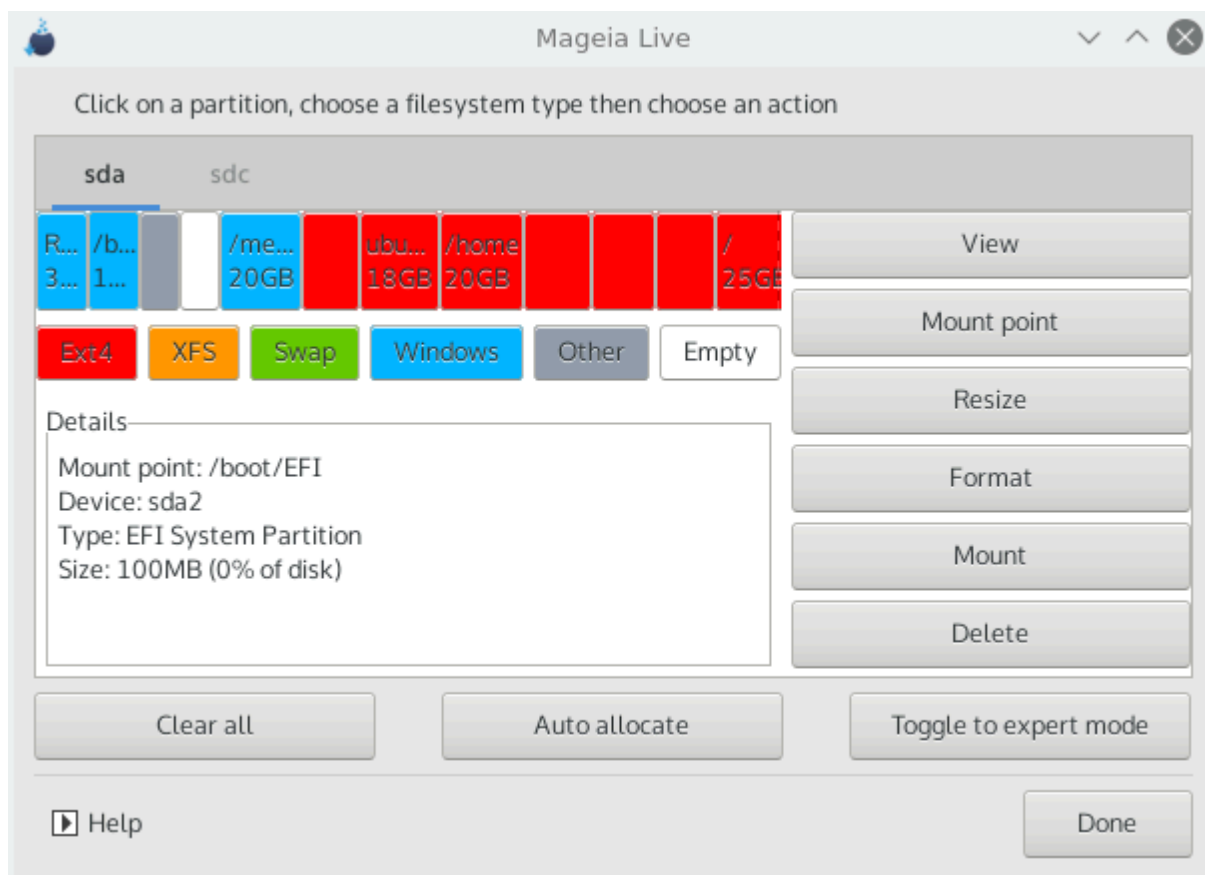 Mageia Live
Click on a partition, choose a filesystem type then choose an action
sda sdc
R... /b... /me... ubu... /home /
3... 1... 20GB 18GB 20GB 25GB
Ext4 XFS Swap Windows Other Empty
Details
Mount point: /boot/EFI
Device: sda2
Type: EFI System Partition
Size: 100MB (0% of disk)
View
Mount point
Resize
Format
Mount
Delete
Clear all Auto allocate Toggle to expert mode
Help Done